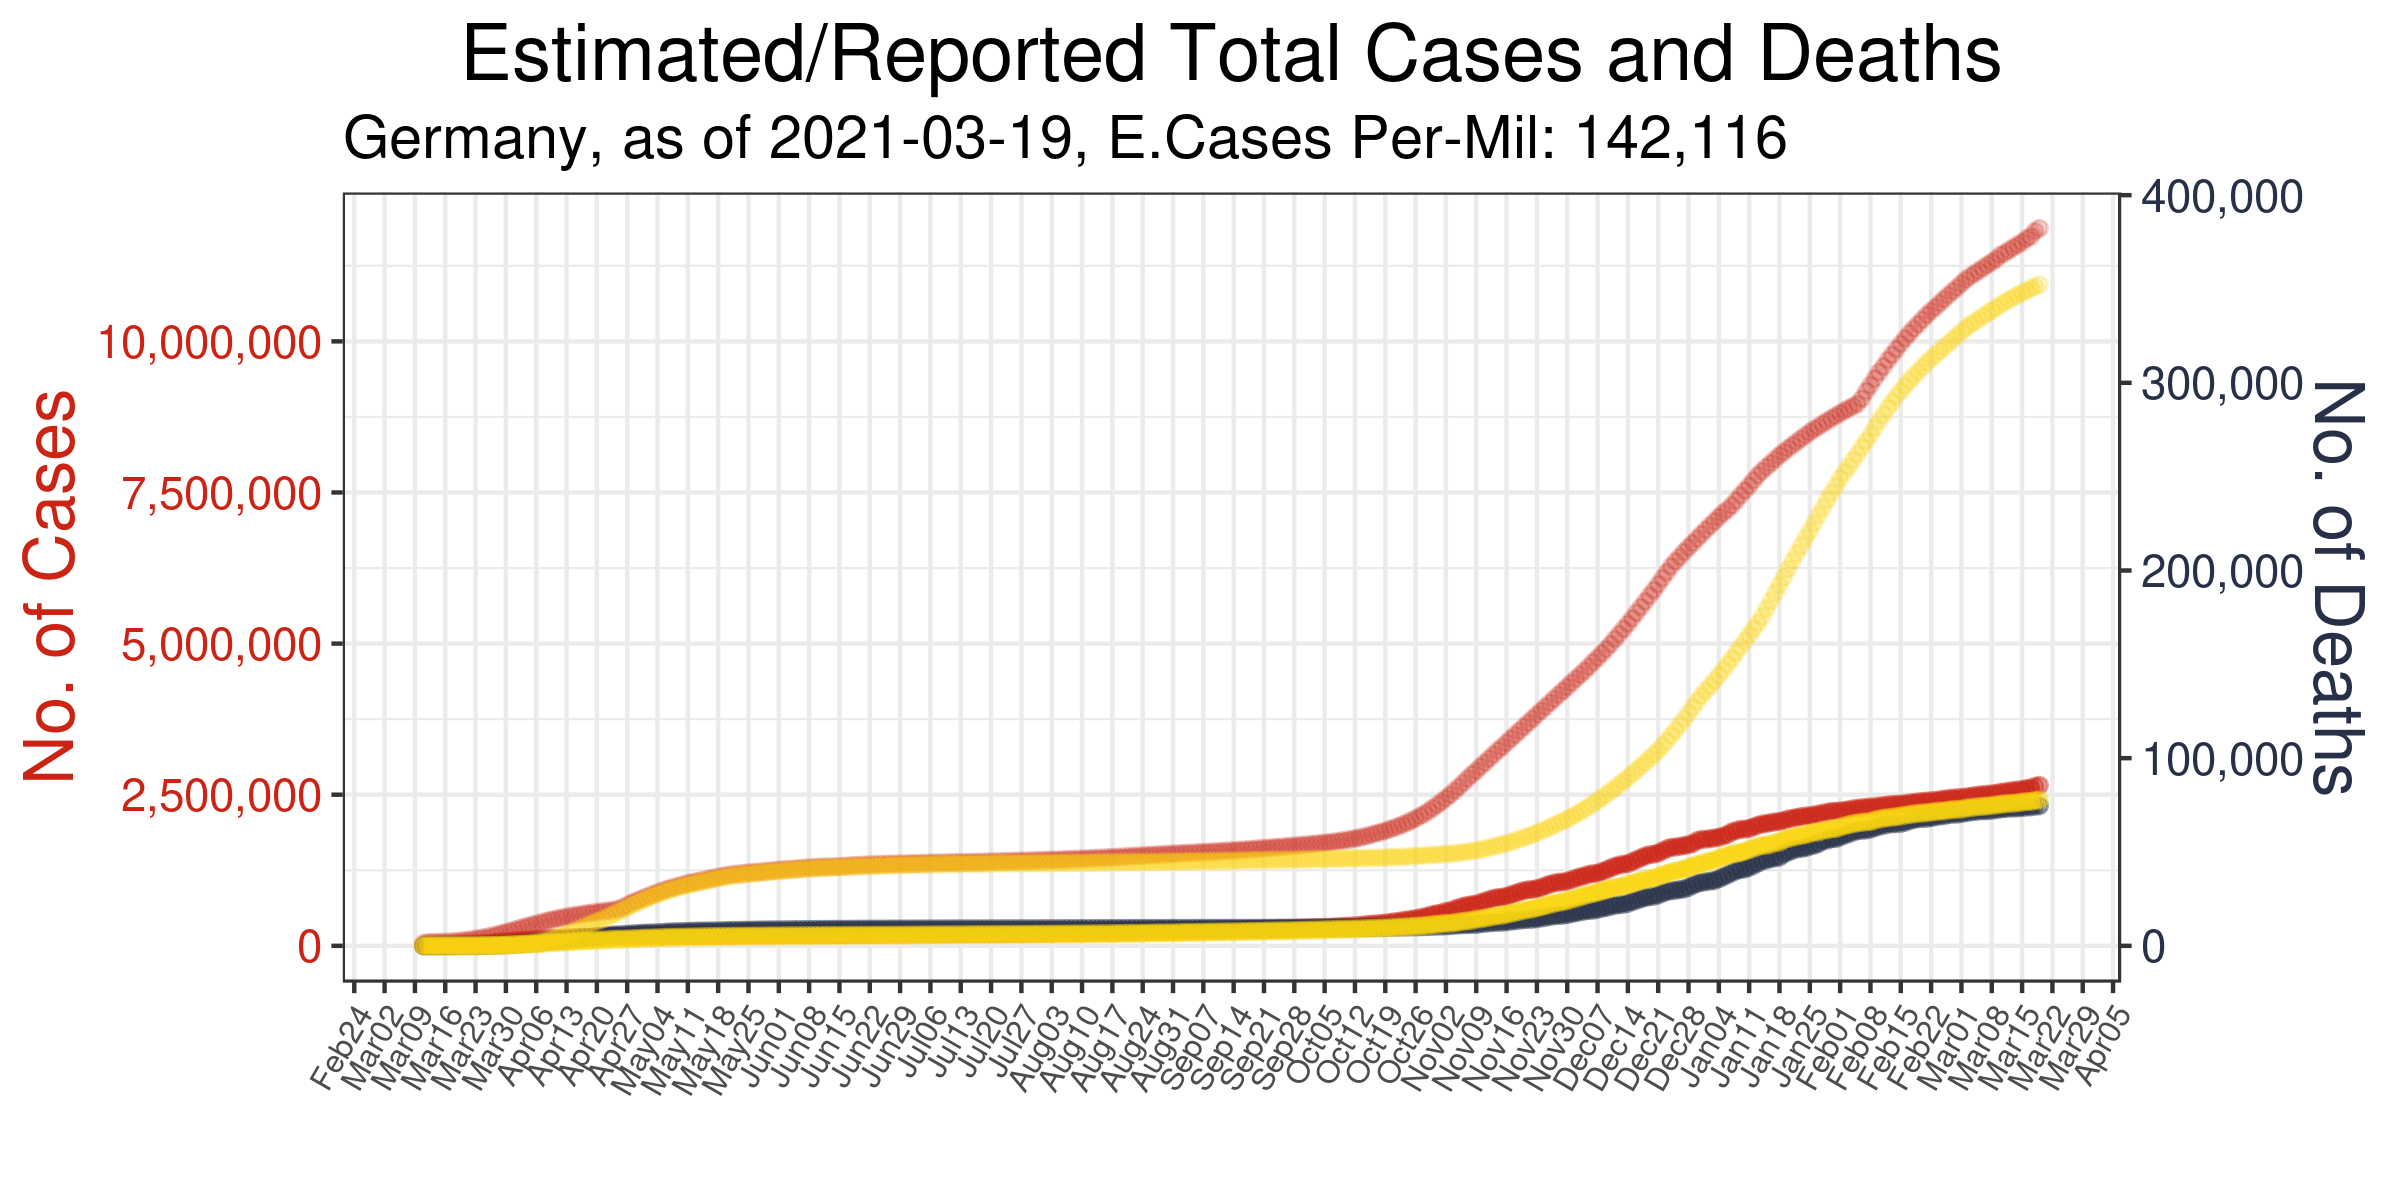 Estimated/Reported Total Cases and Deaths
Germany, as of 2021-03-19, E.Cases Per-Mil: 142,116
No. of Cases
10,000,000
7,500,000
5,000,000
2,500,000
0
400,000
300,000
200,000
100,000
0
No. of Deaths
Feb24
Mar02
Mar09
Mar16
Mar23
Mar30
Apr06
Apr13
Apr20
Apr27
May04
May11
May18
May25
Jun01
Jun08
Jun15
Jun22
Jun29
Jul06
Jul13
Jul20
Jul27
Aug03
Aug10
Aug17
Aug24
Aug31
Sep07
Sep14
Sep21
Sep28
Oct05
Oct12
Oct19
Oct26
Nov02
Nov09
Nov16
Nov23
Nov30
Dec07
Dec14
Dec21
Dec28
Jan04
Jan11
Jan18
Jan25
Feb01
Feb08
Feb15
Feb22
Mar01
Mar08
Mar15
Mar22
Mar29
Apr05